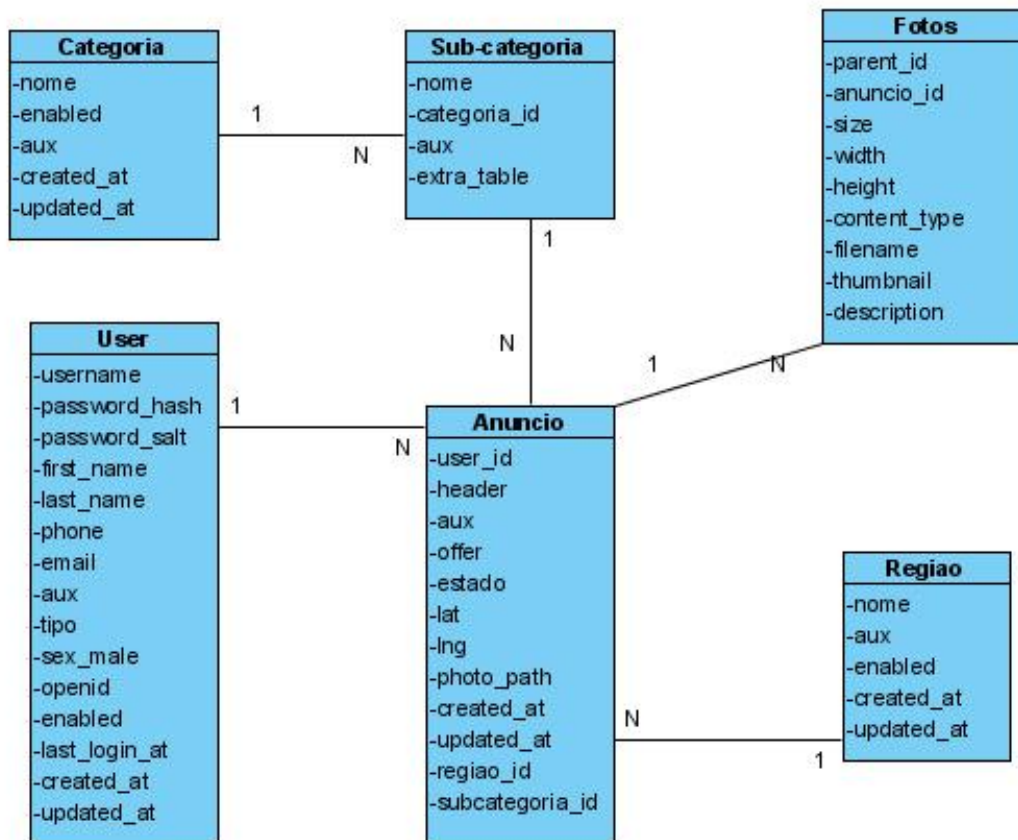 Categoria
-nome
-enabled
-aux
-created_at
-updated_at
1
N
Sub-categoria
-nome
-categoria_id
-aux
-extra_table
1
N
Fotos
-parent_id
-anuncio_id
-size
-width
-height
-content_type
-filename
-thumbnail
-description
1
N
User
-username
-password_hash
-password_salt
-first_name
-last_name
-phone
-email
-aux
-tipo
-sex_male
-openid
-enabled
-last_login_at
-created_at
-updated_at
1
N
Anuncio
-user_id
-header
-aux
-offer
-estado
-lat
-lng
-photo_path
-created_at
-updated_at
-regiao_id
-subcategoria_id
N
1
Regiao
-nome
-aux
-enabled
-created_at
-updated_at